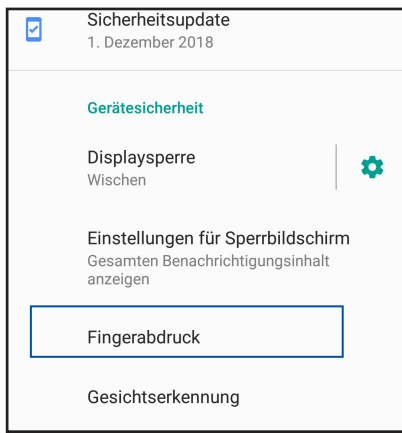 Sicherheitsupdate
1. Dezember 2018
Gerätesicherheit
Displaysperre
Wischen
Einstellungen für Sperrbildschirm
Gesamten Benachrichtigungsinhalt
anzeigen
Fingerabdruck
Gesichtserkennung